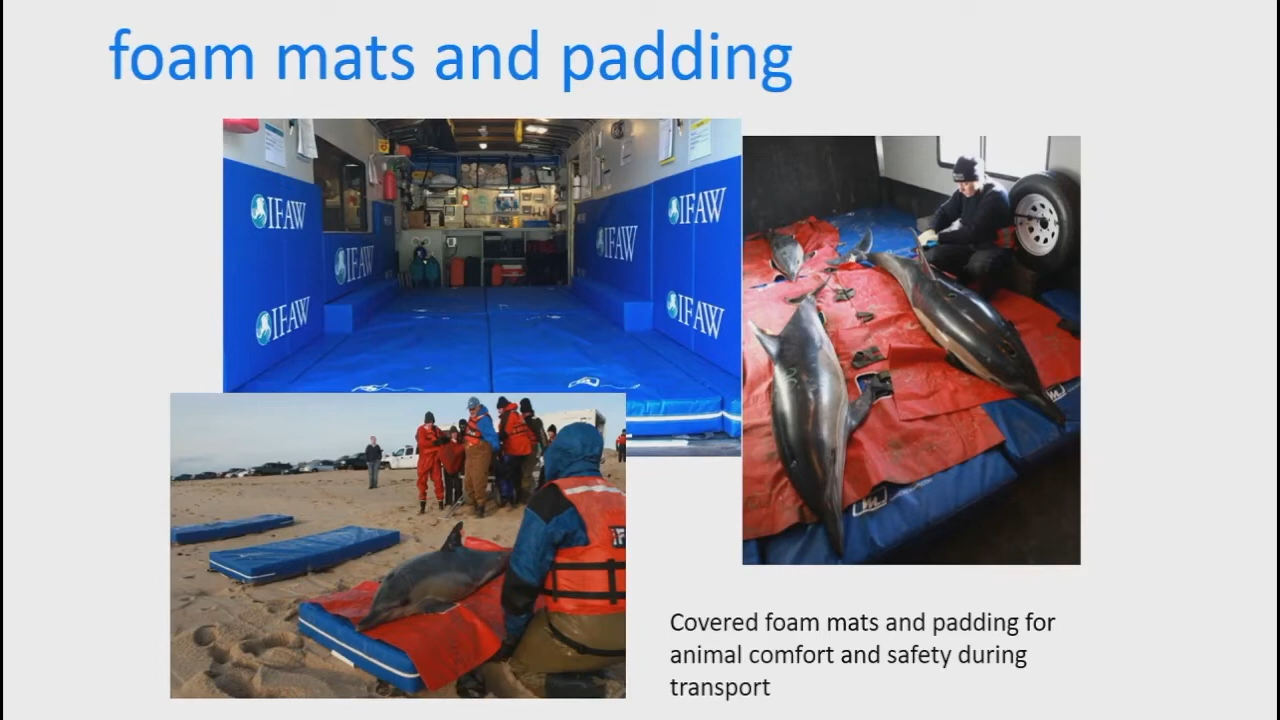 foam mats and padding
IFAW
IFAW
IFAW
IFAW
IFAW
IFAW
Covered foam mats and padding for
animal comfort and safety during
transport